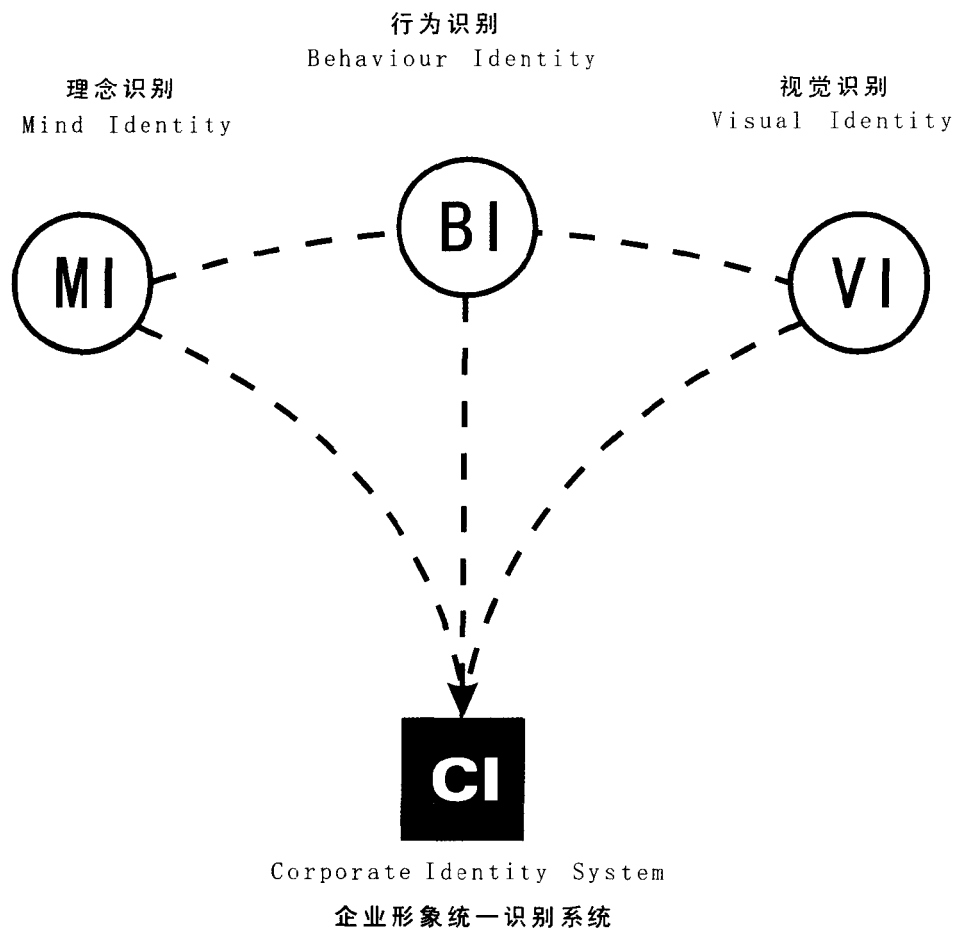 行为识别
Behaviour Identity
理念识别
Mind Identity
视觉识别
Visual Identity
MI
BI
VI
CI
Corporate Identity System
企业形象统一识别系统